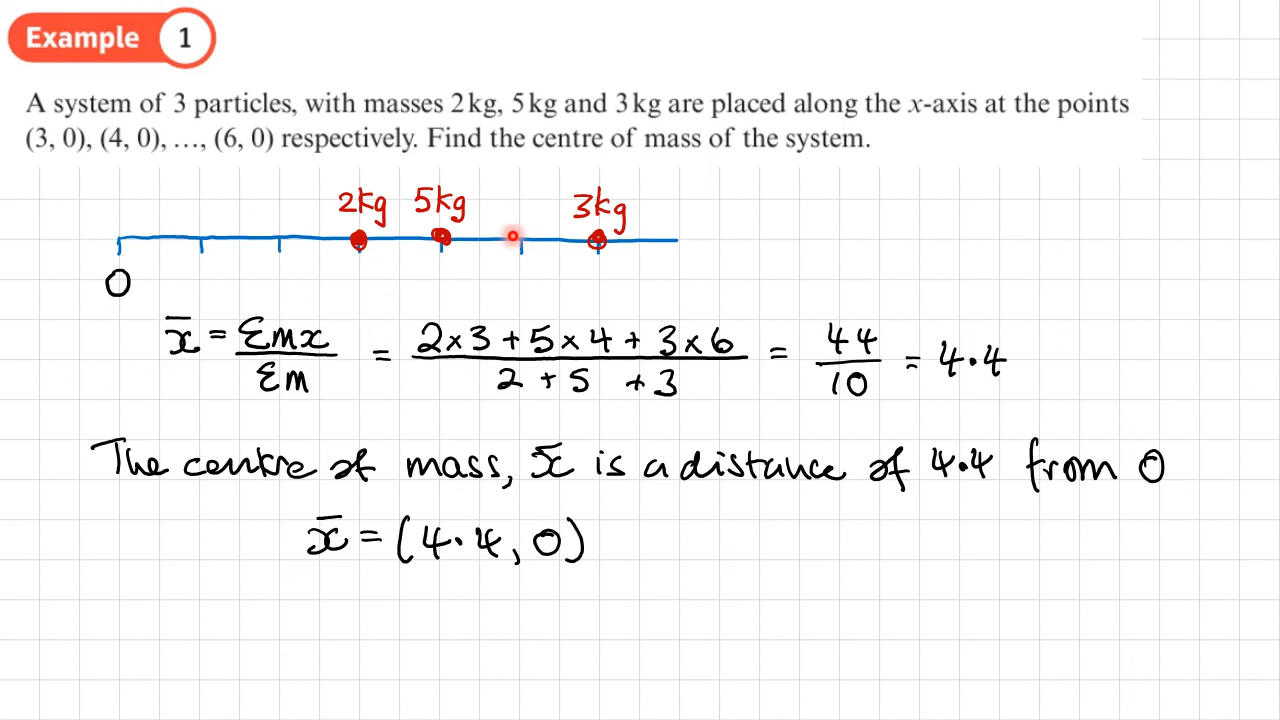 Example 1
A system of 3 particles, with masses 2 kg, 5 kg and 3 kg are placed along the x-axis at the points
(3, 0), (4, 0), …, (6, 0) respectively. Find the centre of mass of the system.
2kg 5kg 3kg
O
x̄ = Σmx / Σm = (2×3 + 5×4 + 3×6) / (2 + 5 + 3) = 44 / 10 = 4.4
The centre of mass, x̄ is a distance of 4.4 from O
x̄ = (4.4, 0)